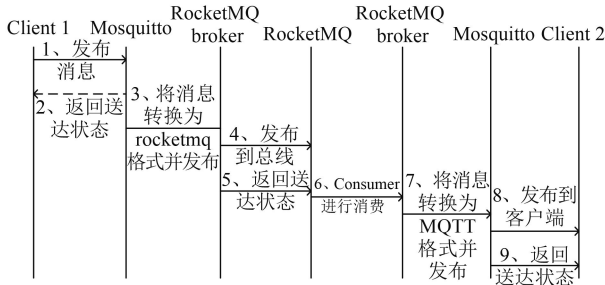 Client 1
Mosquitto
RocketMQ
broker
RocketMQ
RocketMQ
broker
Mosquitto
Client 2
1、发布
消息
2、返回送
达状态
3、将消息
转换为
rocketmq
格式并发布
4、发布
到总线
5、返回送
达状态
6、Consumer
进行消费
7、将消息
转换为
MQTT
格式并
发布
8、发布到
客户端
9、返回
送达状态